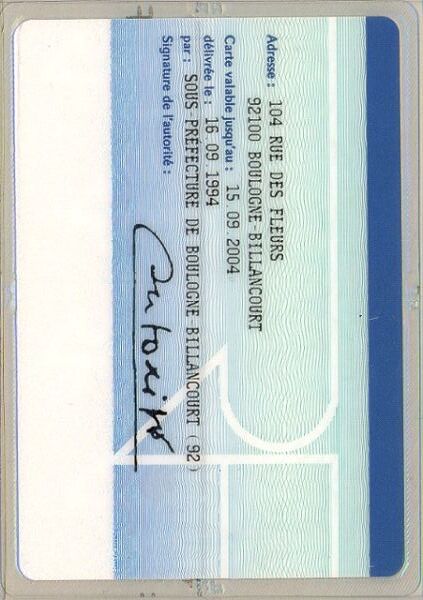 Adresse : 104 RUE DES FLEURS
92100 BOULOGNE-BILLANCOURT
Carte valable jusqu'au : 15.09.2004
délivrée le : 16.09.1994
par : SOUS-PRÉFECTURE DE BOULOGNE-BILLANCOURT (92)
Signature de l'autorité :